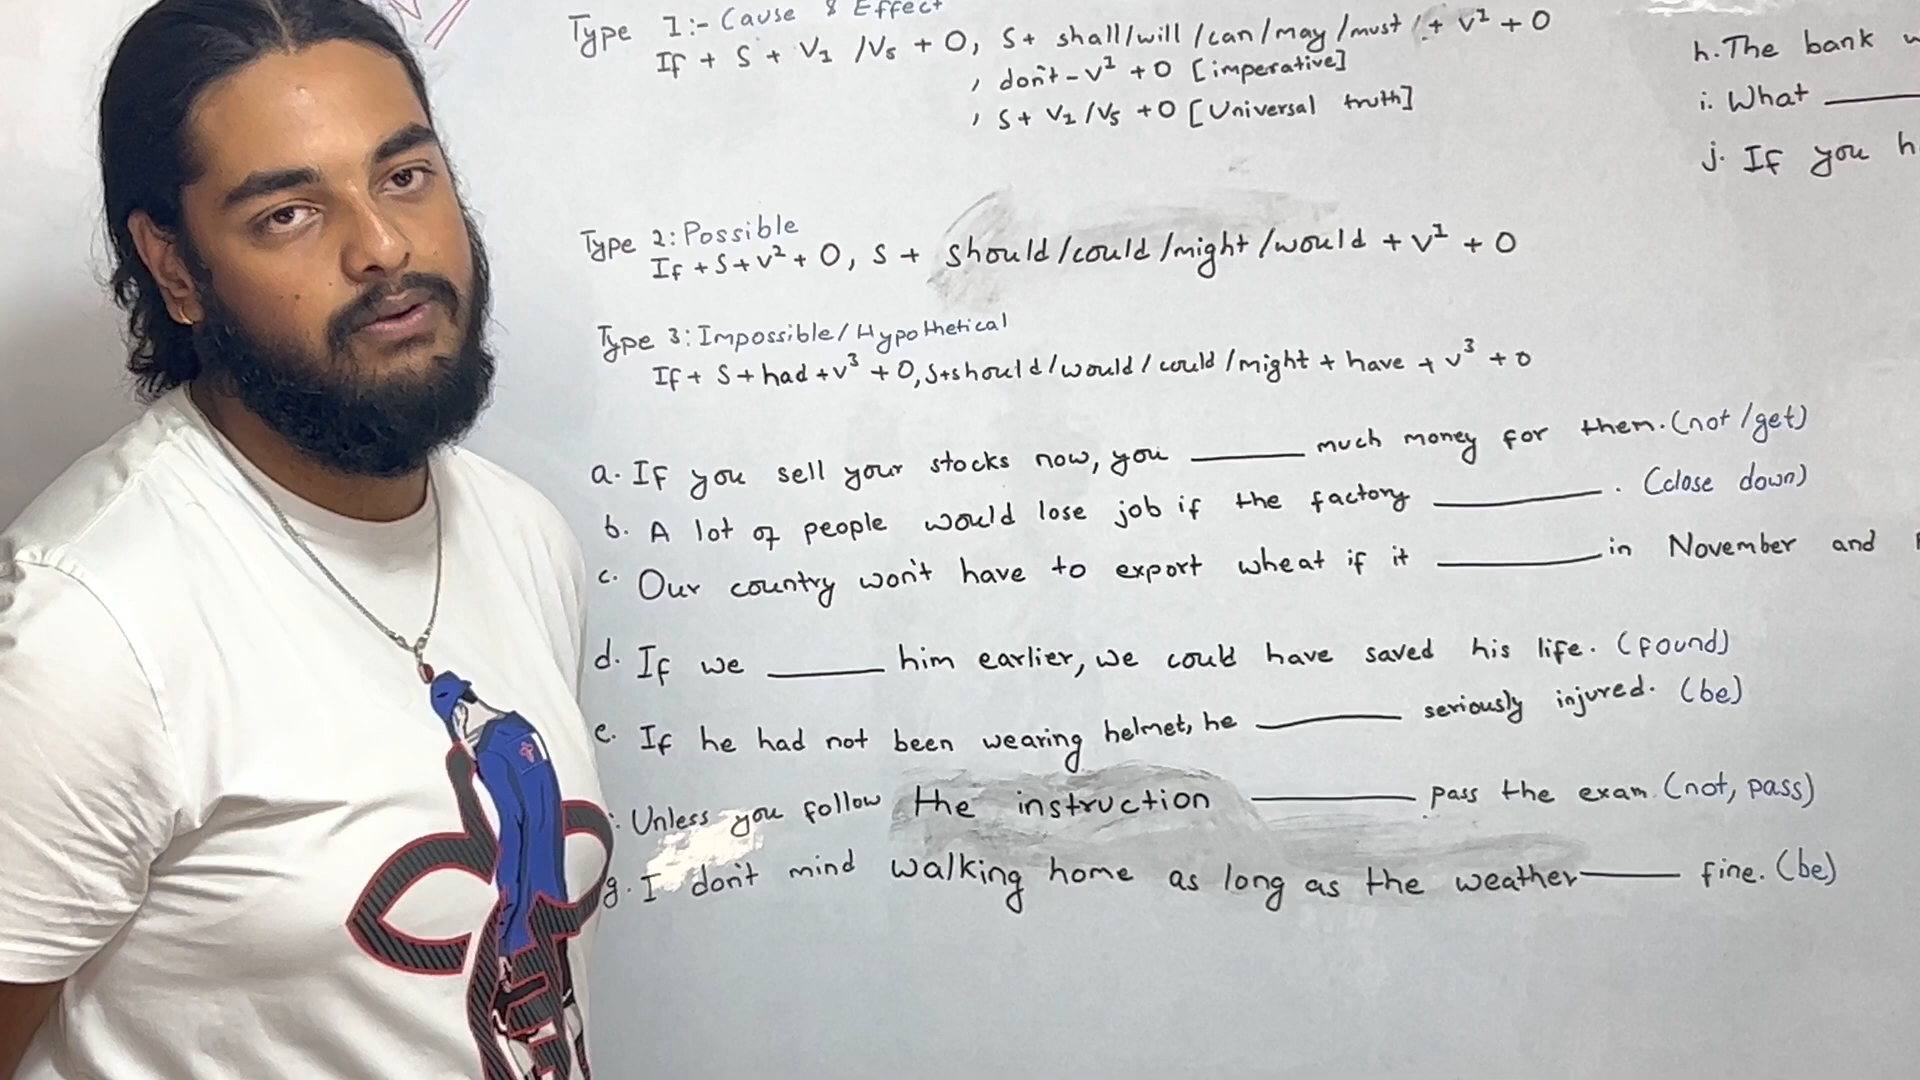 Type 1:- Cause & Effect
If + S + V1 /V5 + O, S+ shall/will/can/may/must/+ v1 + O
, don't - v1 + O [imperative]
, S + V1 /V5 + O [Universal truth]
Type 2: Possible
If + S + v2 + O, S + should/could/might/would + v1 + O
Type 3: Impossible/Hypothetical
If + S + had + v3 + O, S+should/would/could/might + have + v3 + O
a. If you sell your stocks now, you ______ much money for them. (not/get)
b. A lot of people would lose job if the factory ______. (close down)
c. Our country won't have to export wheat if it ______ in November and
d. If we ______ him earlier, we could have saved his life. (found)
e. If he had not been wearing helmet, he ______ seriously injured. (be)
: Unless you follow the instruction ______ pass the exam. (not, pass)
g. I don't mind walking home as long as the weather ______ fine. (be)
h. The bank
i. What ______
j. If you